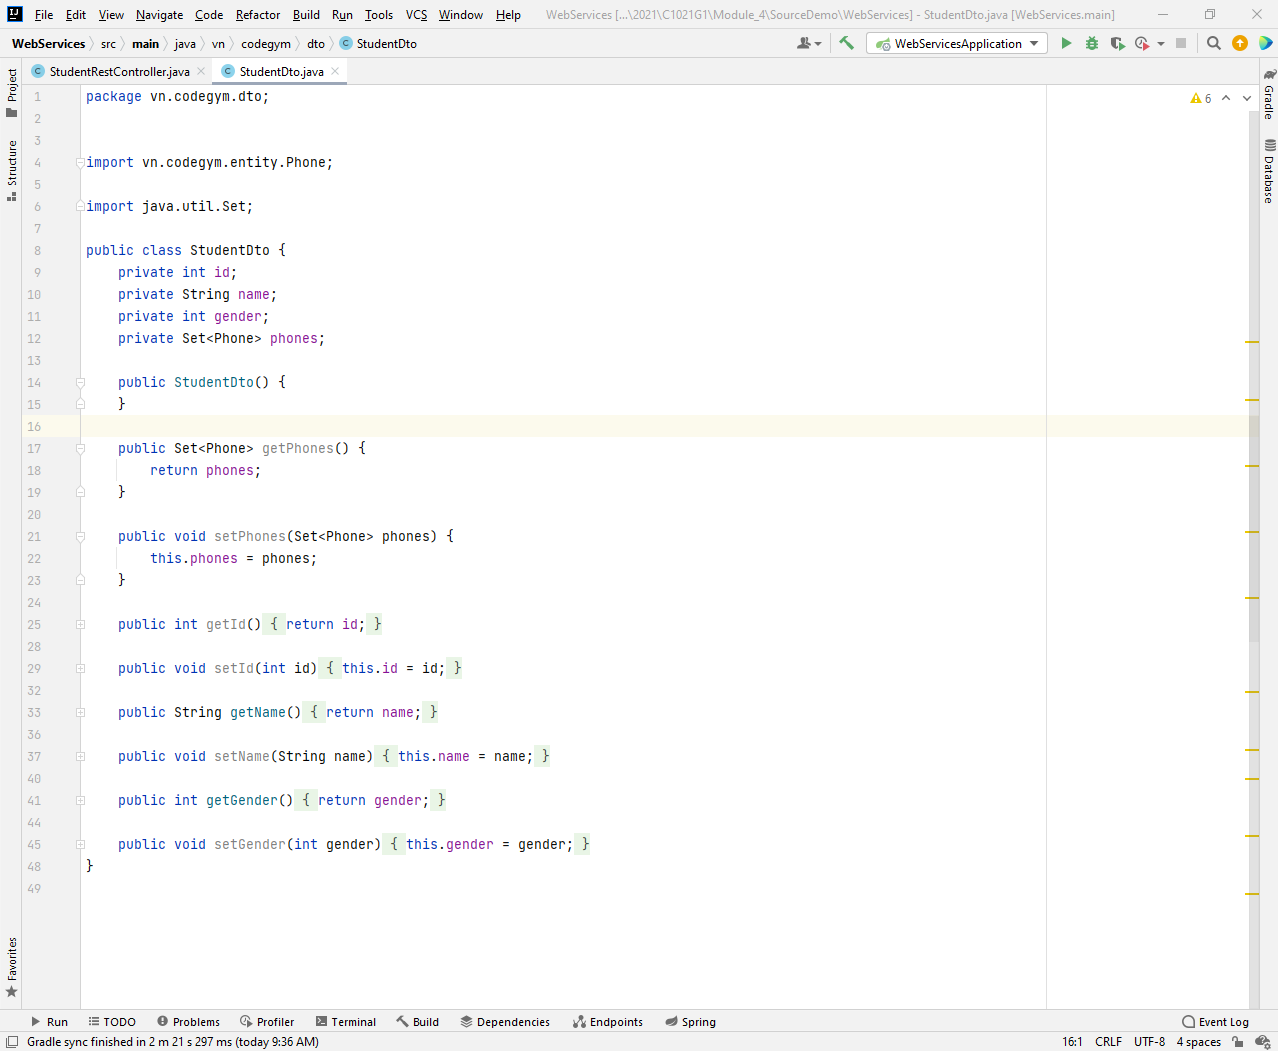 File Edit View Navigate Code Refactor Build Run Tools VCS Window Help WebServices [...\2021\C1021G1\Module_4\SourceDemo\WebServices] - StudentDto.java [WebServices.main]
WebServices src main java vn codegym dto StudentDto WebServicesApplication
StudentRestController.java StudentDto.java
Project
Structure
Favorites
Gradle
Database
6
1 package vn.codegym.dto;
2
3
4 import vn.codegym.entity.Phone;
5
6 import java.util.Set;
7
8 public class StudentDto {
9 private int id;
10 private String name;
11 private int gender;
12 private Set<Phone> phones;
13
14 public StudentDto() {
15 }
16
17 public Set<Phone> getPhones() {
18 return phones;
19 }
20
21 public void setPhones(Set<Phone> phones) {
22 this.phones = phones;
23 }
24
25 public int getId() { return id; }
28
29 public void setId(int id) { this.id = id; }
32
33 public String getName() { return name; }
36
37 public void setName(String name) { this.name = name; }
40
41 public int getGender() { return gender; }
44
45 public void setGender(int gender) { this.gender = gender; }
48 }
49
Run TODO Problems Profiler Terminal Build Dependencies Endpoints Spring Event Log
Gradle sync finished in 2 m 21 s 297 ms (today 9:36 AM) 16:1 CRLF UTF-8 4 spaces